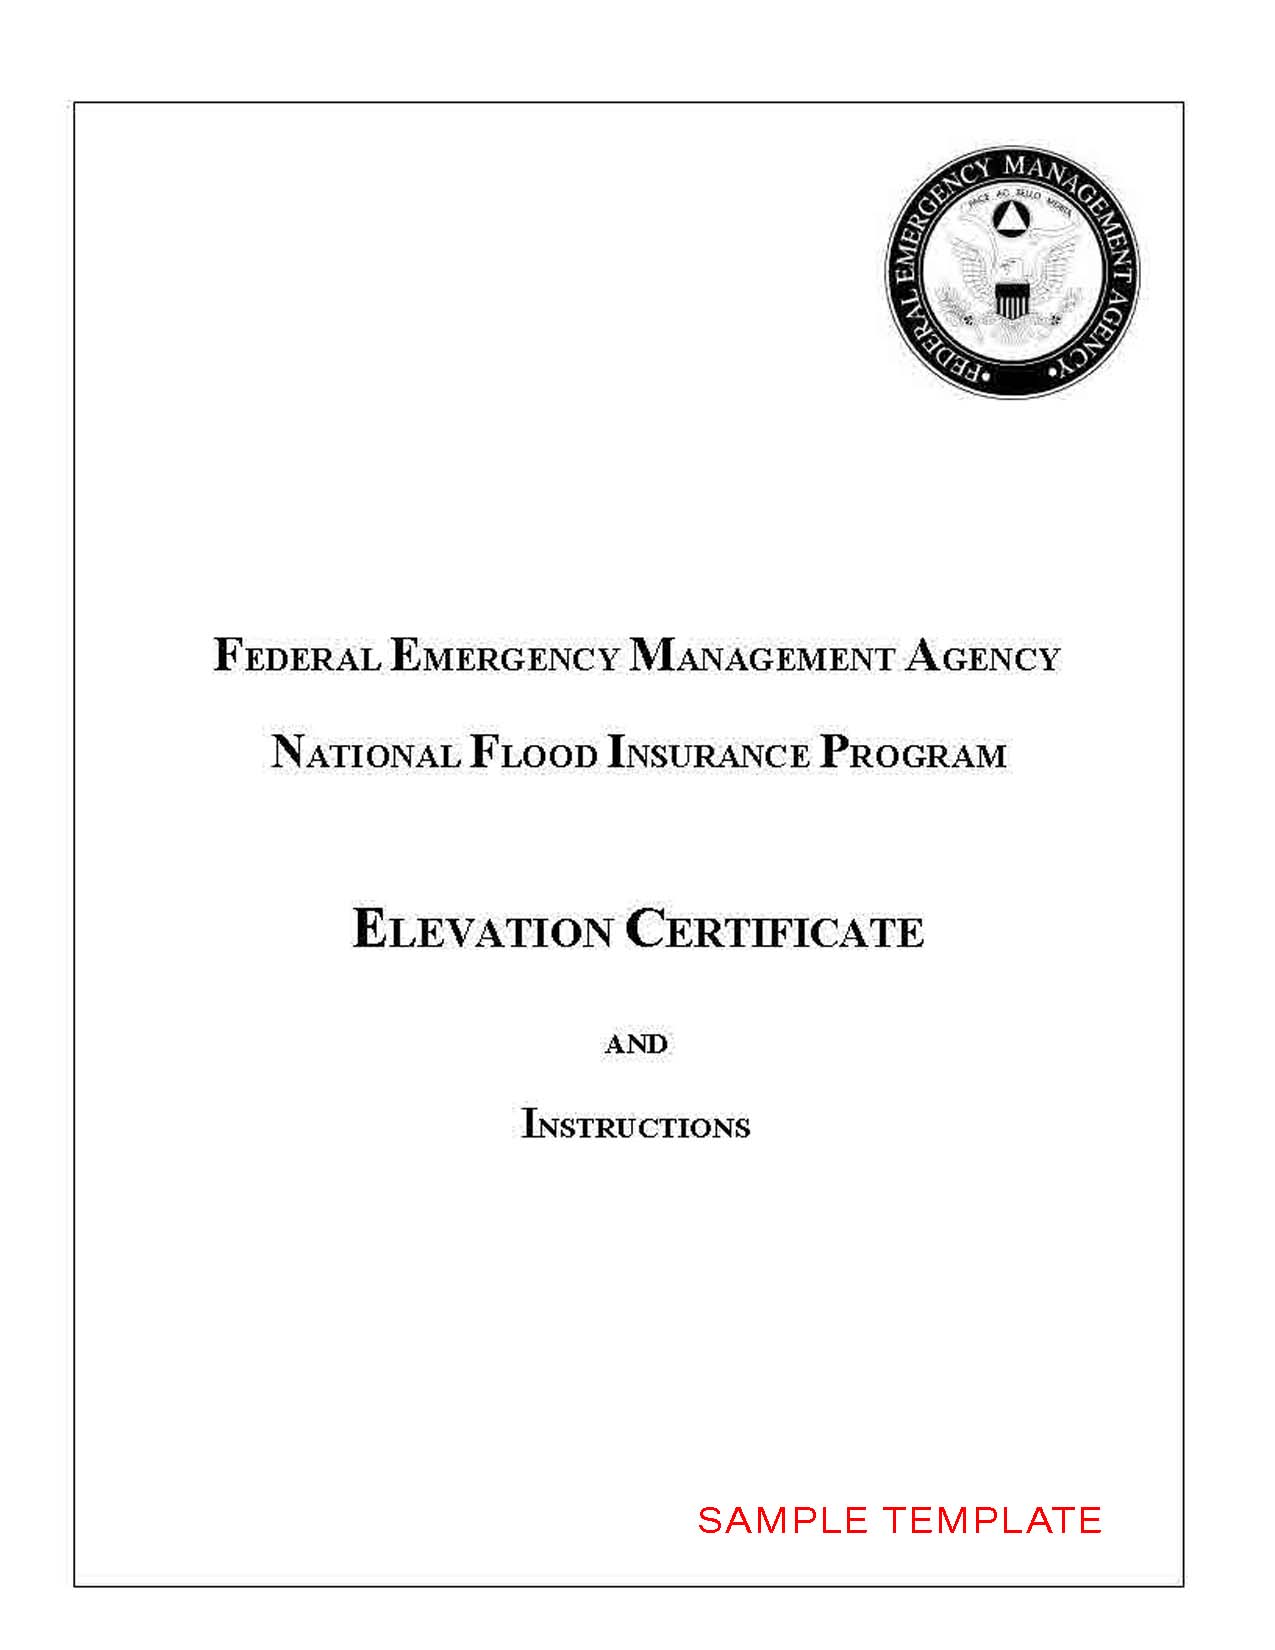 FEDERAL EMERGENCY MANAGEMENT AGENCY
PACE AC BELLO MERITA
FEDERAL EMERGENCY MANAGEMENT AGENCY
NATIONAL FLOOD INSURANCE PROGRAM
ELEVATION CERTIFICATE
AND
INSTRUCTIONS
SAMPLE TEMPLATE